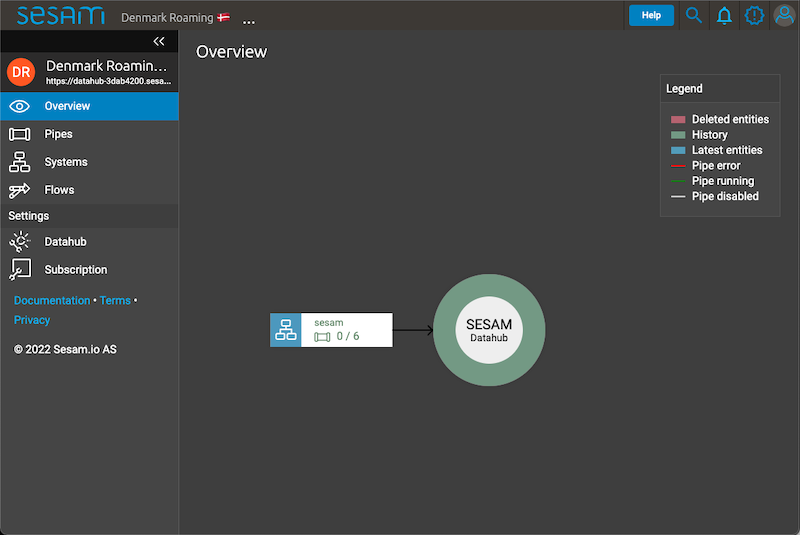 sesam
Denmark Roaming 🇩🇰 ...
Help
DR
Denmark Roamin...
https://datahub-3dab4200.sesa...
Overview
Pipes
Systems
Flows
Settings
Datahub
Subscription
Documentation • Terms •
Privacy
© 2022 Sesam.io AS
Overview
Legend
Deleted entities
History
Latest entities
Pipe error
Pipe running
Pipe disabled
sesam
0 / 6
SESAM
Datahub